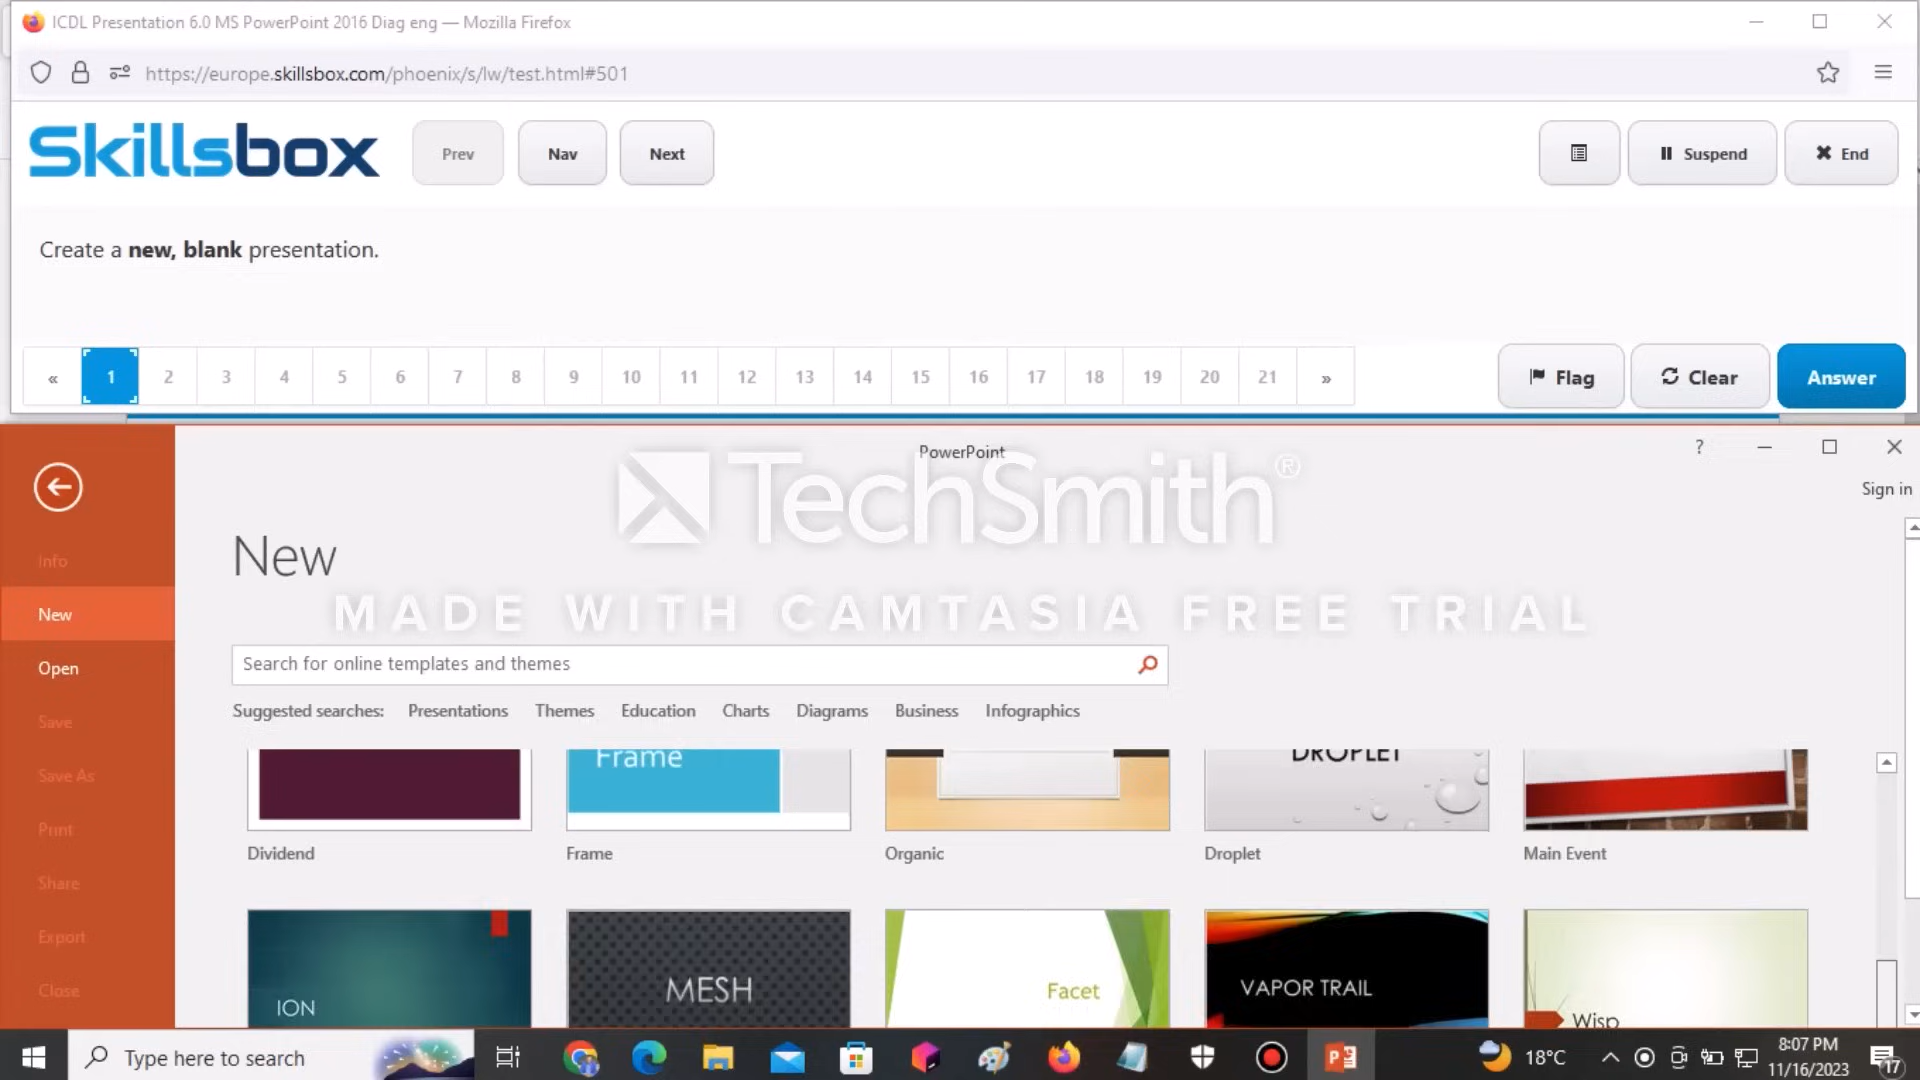 ICDL Presentation 6.0 MS PowerPoint 2016 Diag eng — Mozilla Firefox
https://europe.skillsbox.com/phoenix/s/lw/test.html#501
Skillsbox
Prev
Nav
Next
Suspend
End
Create a new, blank presentation.
« 1 2 3 4 5 6 7 8 9 10 11 12 13 14 15 16 17 18 19 20 21 »
Flag
Clear
Answer
PowerPoint
?
Sign in
TechSmith®
MADE WITH CAMTASIA FREE TRIAL
Info
New
Open
Save
Save As
Print
Share
Export
Close
New
Search for online templates and themes
Suggested searches: Presentations Themes Education Charts Diagrams Business Infographics
Frame
DROPLET
Dividend
Frame
Organic
Droplet
Main Event
ION
MESH
Facet
VAPOR TRAIL
Wisp
Type here to search
18°C
8:07 PM
11/16/2023
17